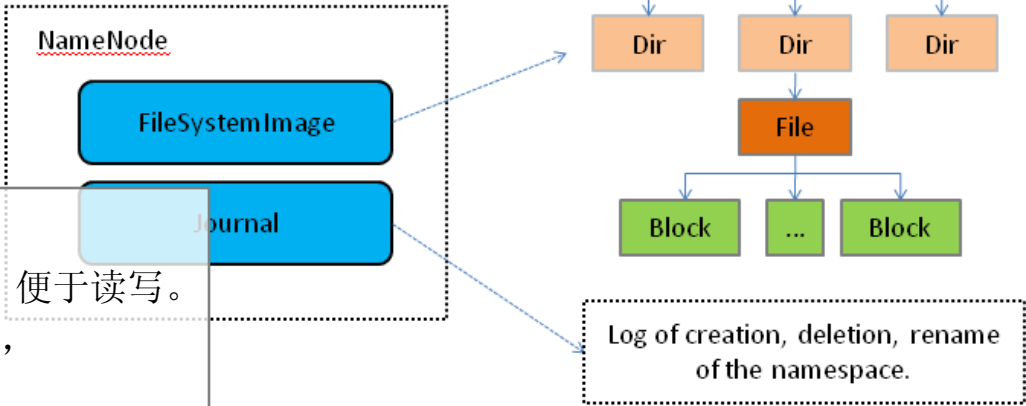 NameNode
FileSystemImage
Journal
便于读写。
，
Dir
Dir
Dir
File
Block
...
Block
Log of creation, deletion, rename
of the namespace.